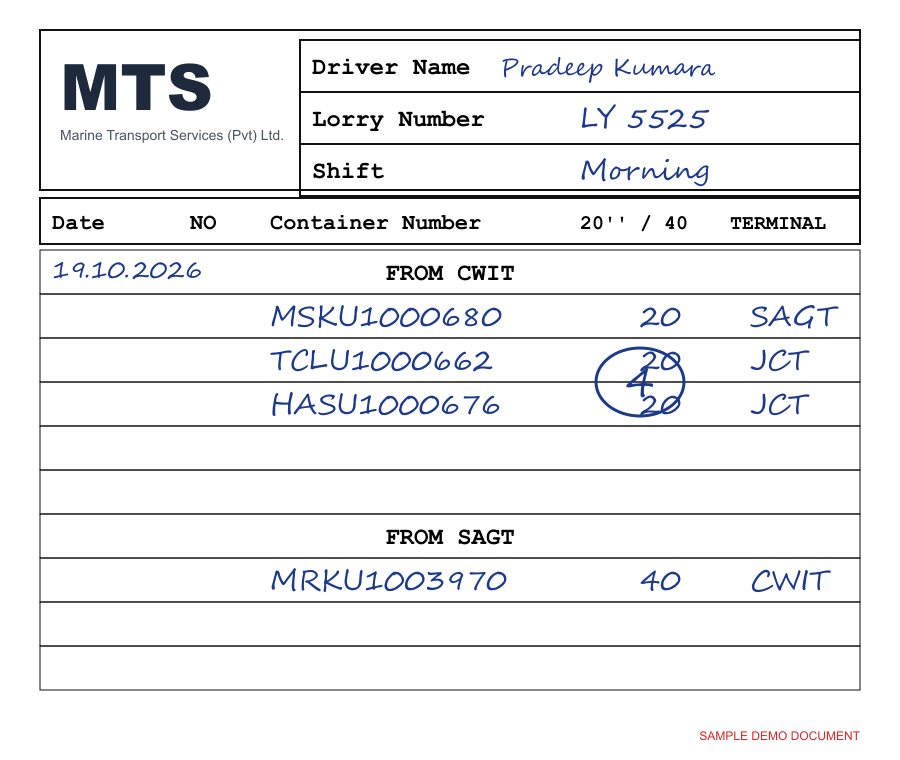 MTS
Marine Transport Services (Pvt) Ltd.
Driver Name Pradeep Kumara
Lorry Number LY 5525
Shift Morning
Date NO Container Number 20'' / 40 TERMINAL
19.10.2026 FROM CWIT
MSKU1000680 20 SAGT
TCLU1000662 20 JCT
4
HASU1000676 20 JCT
FROM SAGT
MRKU1003970 40 CWIT
SAMPLE DEMO DOCUMENT